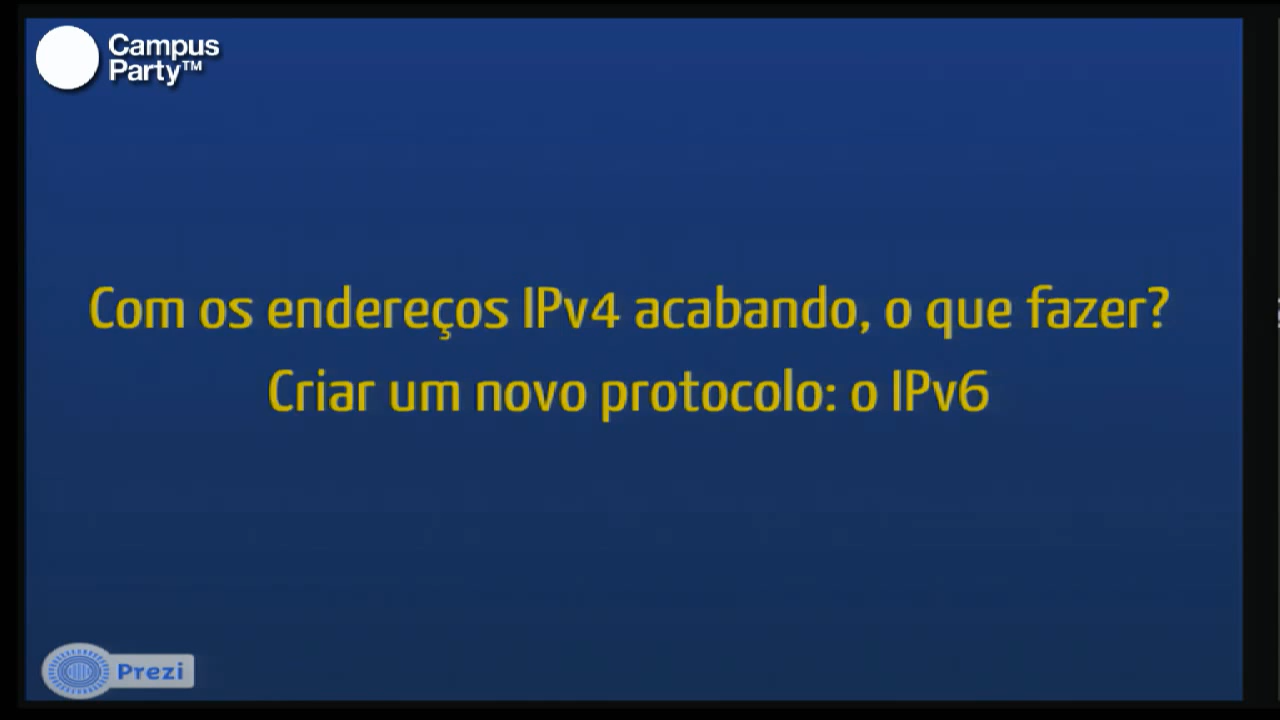 Campus
Party™
Com os endereços IPv4 acabando, o que fazer?
Criar um novo protocolo: o IPv6
Prezi